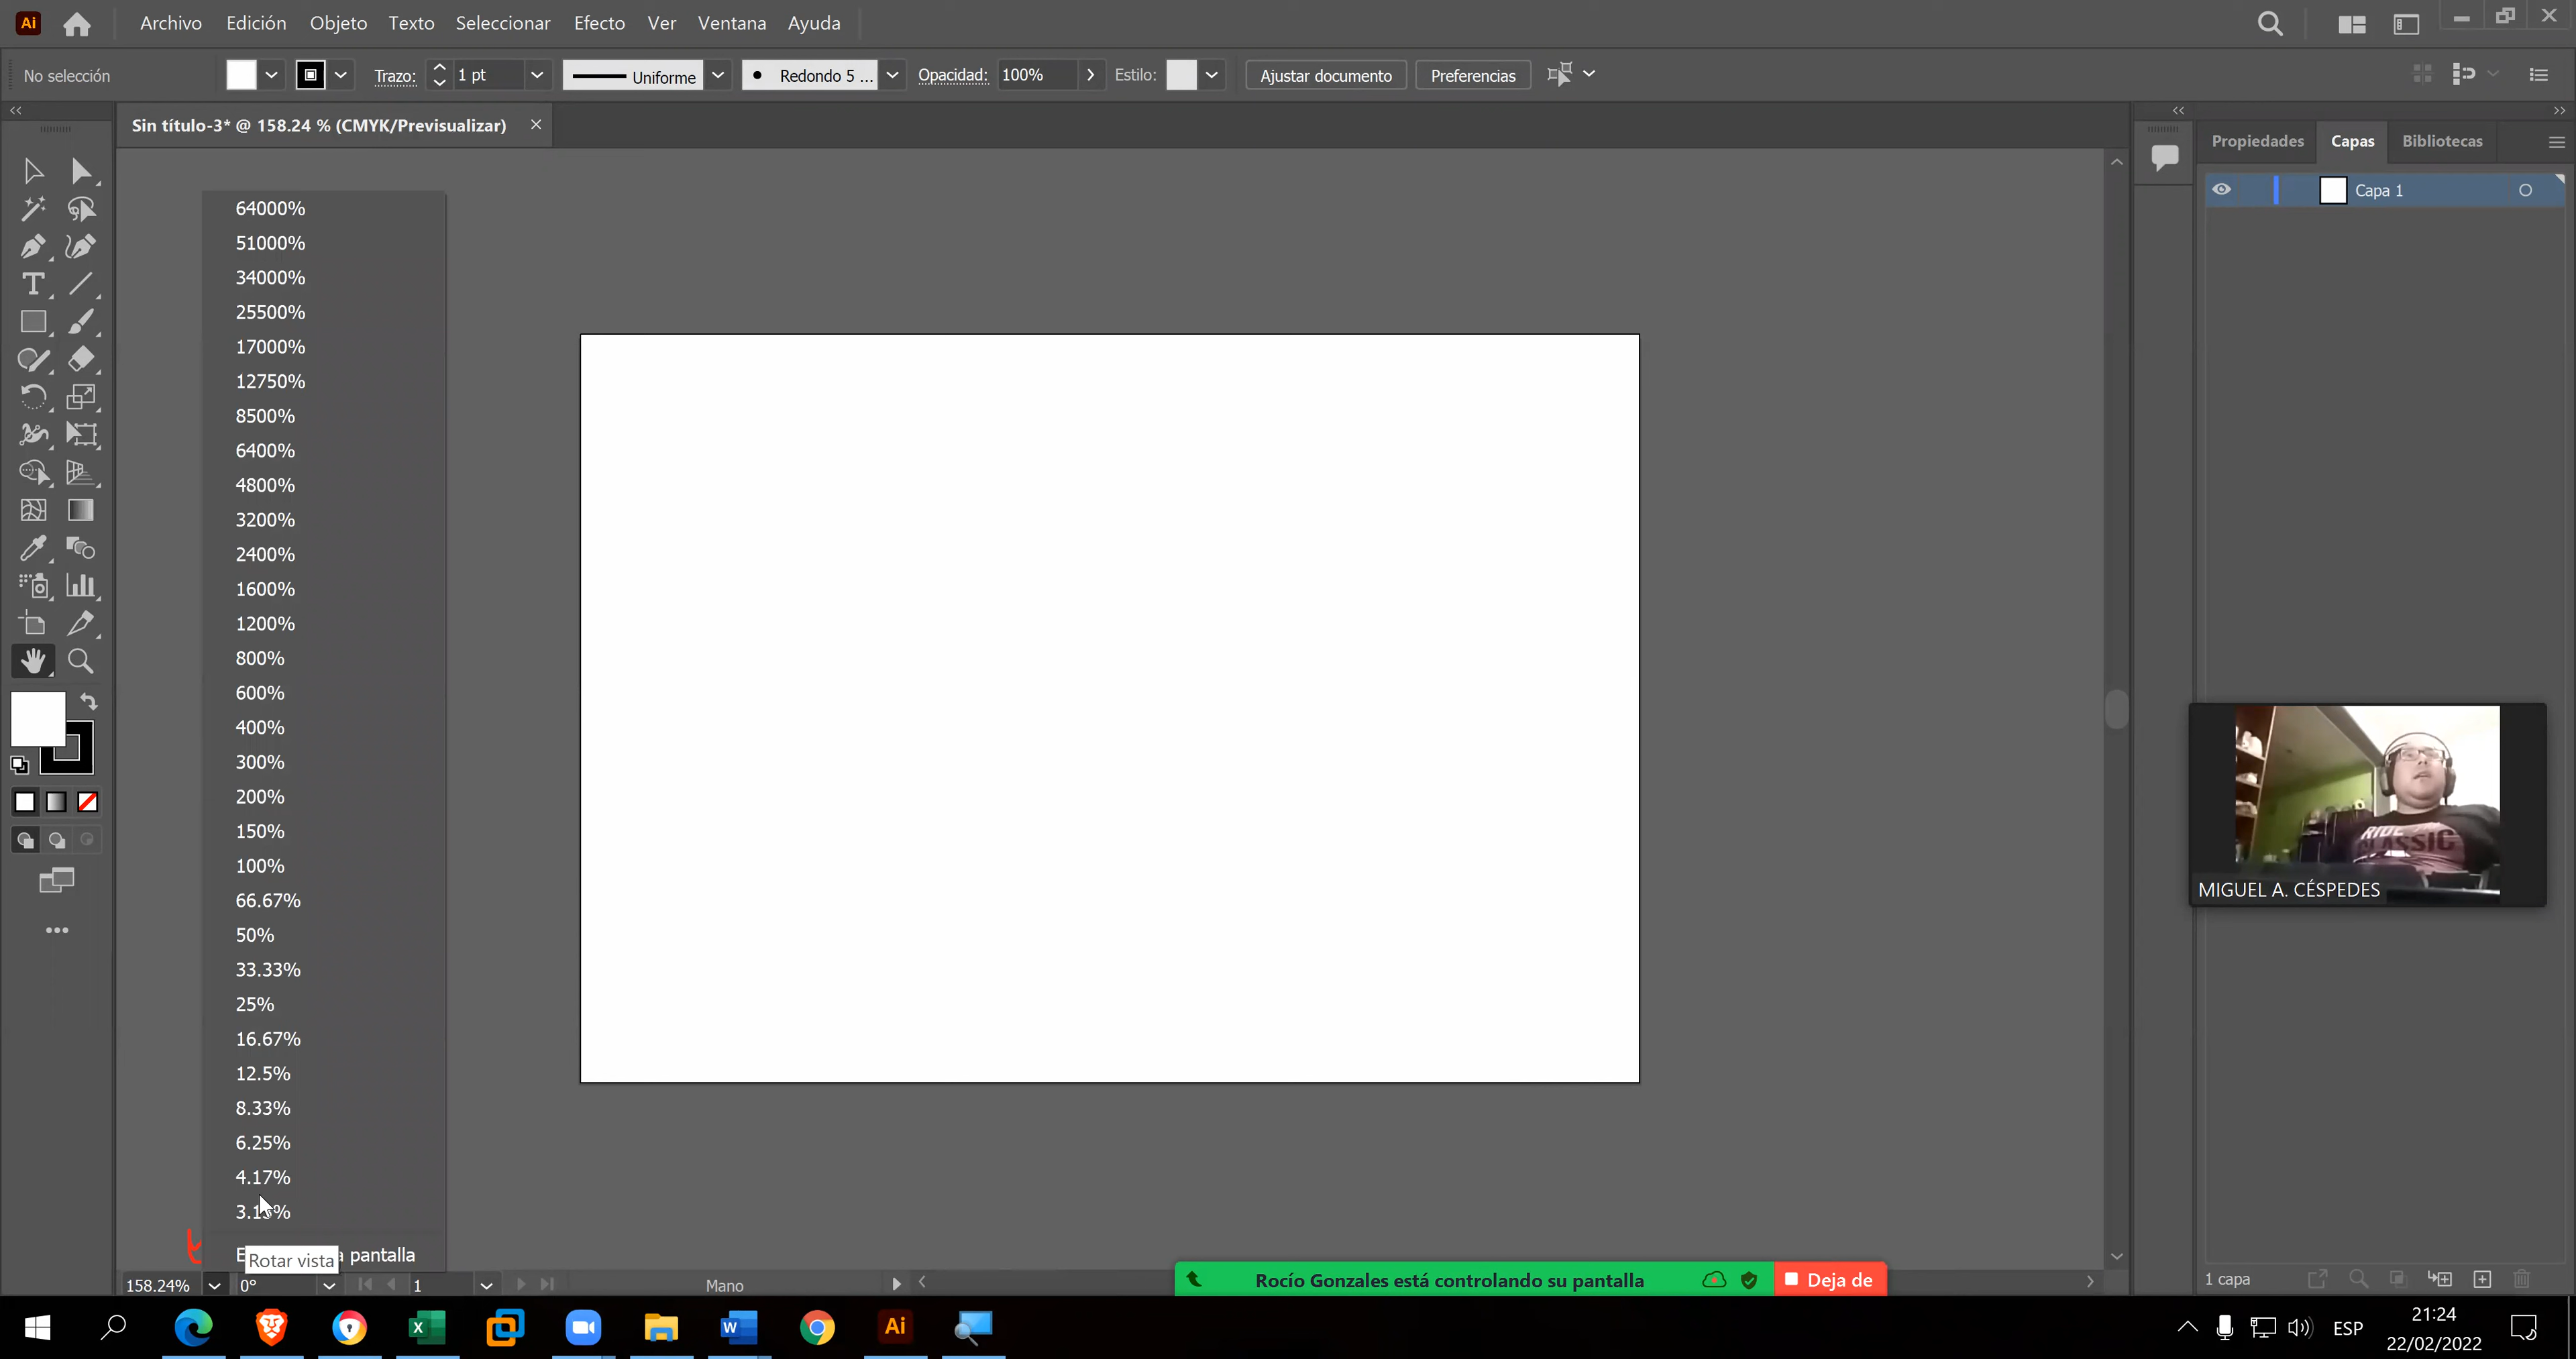 Ai Archivo Edición Objeto Texto Seleccionar Efecto Ver Ventana Ayuda
No selección Trazo: 1 pt Uniforme Redondo 5 ... Opacidad: 100% Estilo: Ajustar documento Preferencias
Sin título-3* @ 158.24 % (CMYK/Previsualizar)
Propiedades Capas Bibliotecas
Capa 1
64000%
51000%
34000%
25500%
17000%
12750%
8500%
6400%
4800%
3200%
2400%
1600%
1200%
800%
600%
400%
300%
200%
150%
100%
66.67%
50%
33.33%
25%
16.67%
12.5%
8.33%
6.25%
4.17%
pantalla
Rotar vista
RIDE
CLASSIC
MIGUEL A. CÉSPEDES
158.24% 0° 1 Mano
Rocío Gonzales está controlando su pantalla Deja de
1 capa
Ai
ESP
21:24
22/02/2022